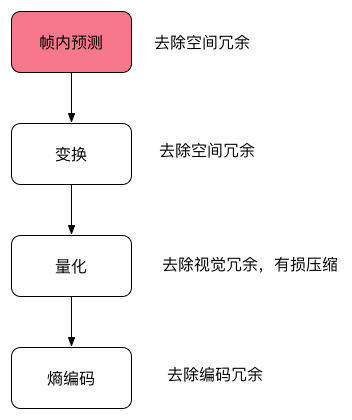 帧内预测
去除空间冗余
变换
去除空间冗余
量化
去除视觉冗余，有损压缩
熵编码
去除编码冗余